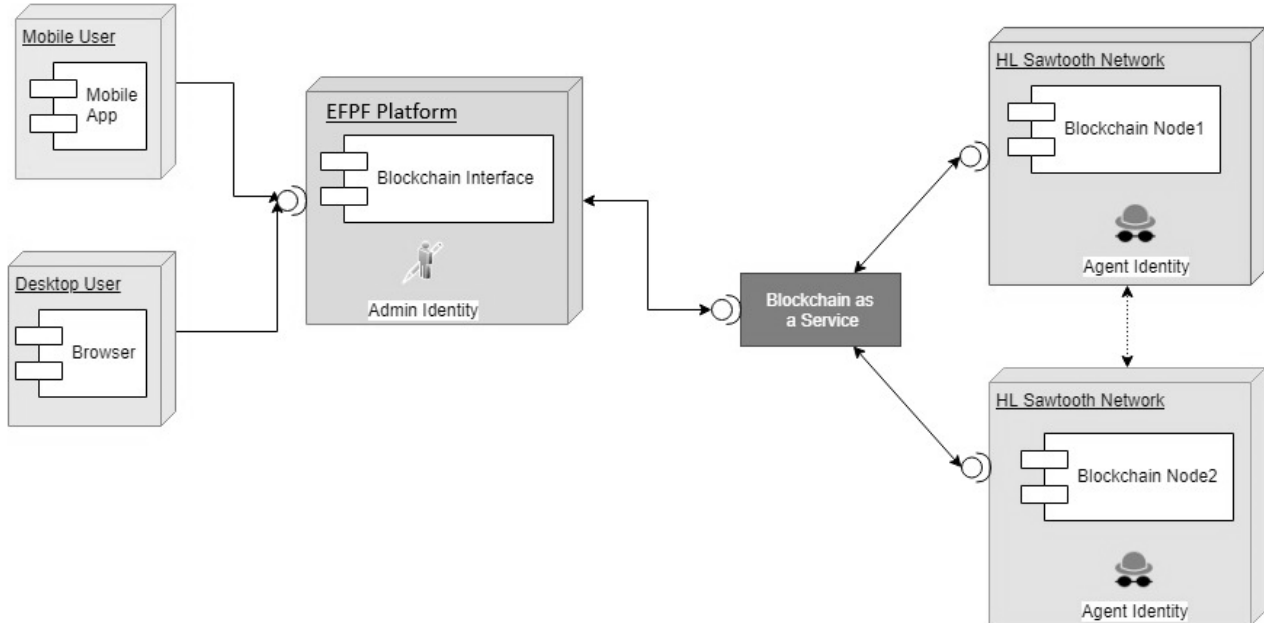 Mobile User
Mobile
App
Desktop User
Browser
EFPF Platform
Blockchain Interface
Admin Identity
Blockchain as
a Service
HL Sawtooth Network
Blockchain Node1
Agent Identity
HL Sawtooth Network
Blockchain Node2
Agent Identity